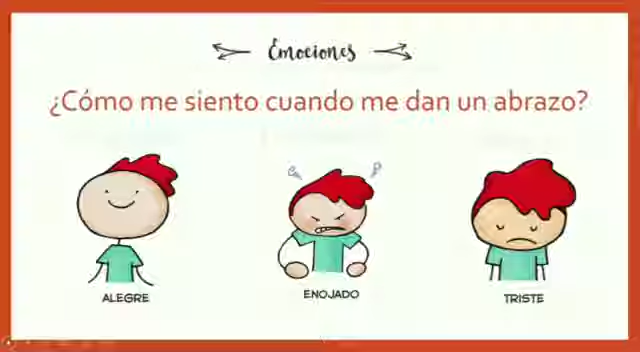 Emociones
¿Cómo me siento cuando me dan un abrazo?
ALEGRE
ENOJADO
TRISTE